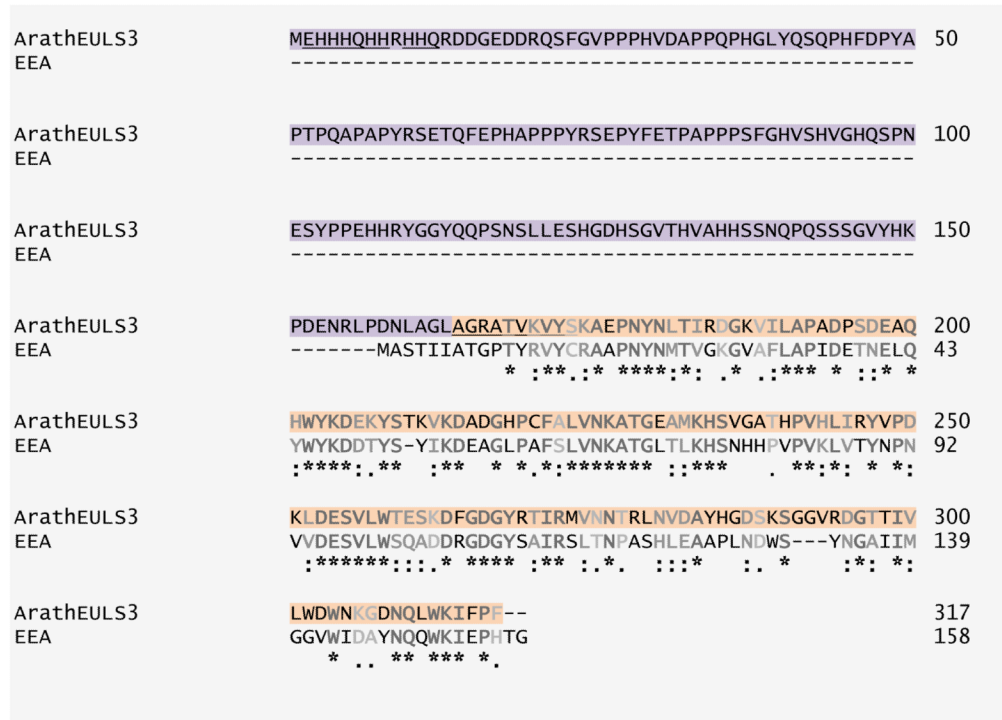 ArathEULS3 MEHHHQHHRHHQRDDGEDDRQSFGVPPPHVDAPPQPHGLYQSQPHFDPYA 50
EEA --------------------------------------------------
ArathEULS3 PTPQAPAPYRSETQFEPHAPPPYRSEPYFETPAPPPSFGHVSHVGHQSPN 100
EEA --------------------------------------------------
ArathEULS3 ESYPPEHHRYGGYQQPSNSLLESHGDHSGVTHVAHHSSNQPQSSSGVYHK 150
EEA --------------------------------------------------
ArathEULS3 PDENRLPDNLAGLAGRATVKVYSKAEPNYNLTIRDGKVILAPADPSDEAQ 200
EEA -------MASTIIATGPTYRVYCRAAPNYNMTVGKGVAFLAPIDETNELQ 43
* :**.:* ****:*: .* .:*** * ::* *
ArathEULS3 HWYKDEKYSTKVKDADGHPCFALVNKATGEAMKHSVGATHPVHLIRYVPD 250
EEA YWYKDDTYS-YIKDEAGLPAFSLVNKATGLTLKHSNHHPVPVKLVTYNPN 92
:****:.** :** * *.*:******* ::*** . **:*: * *:
ArathEULS3 KLDESVLWTESKDFGDGYRTIRMVNNTRLNVDAYHGDSKSGGVRDGTTIV 300
EEA VVDESVLWSQADDRGDGYSAIRSLTNPASHLEAAPLNDWS---YNGAIIM 139
:******:::.* **** :** :.*. :::* :. * :*: *:
ArathEULS3 LWDWNKGDNQLWKIFPF-- 317
EEA GGVWIDAYNQQWKIEPHTG 158
* .. ** *** *.